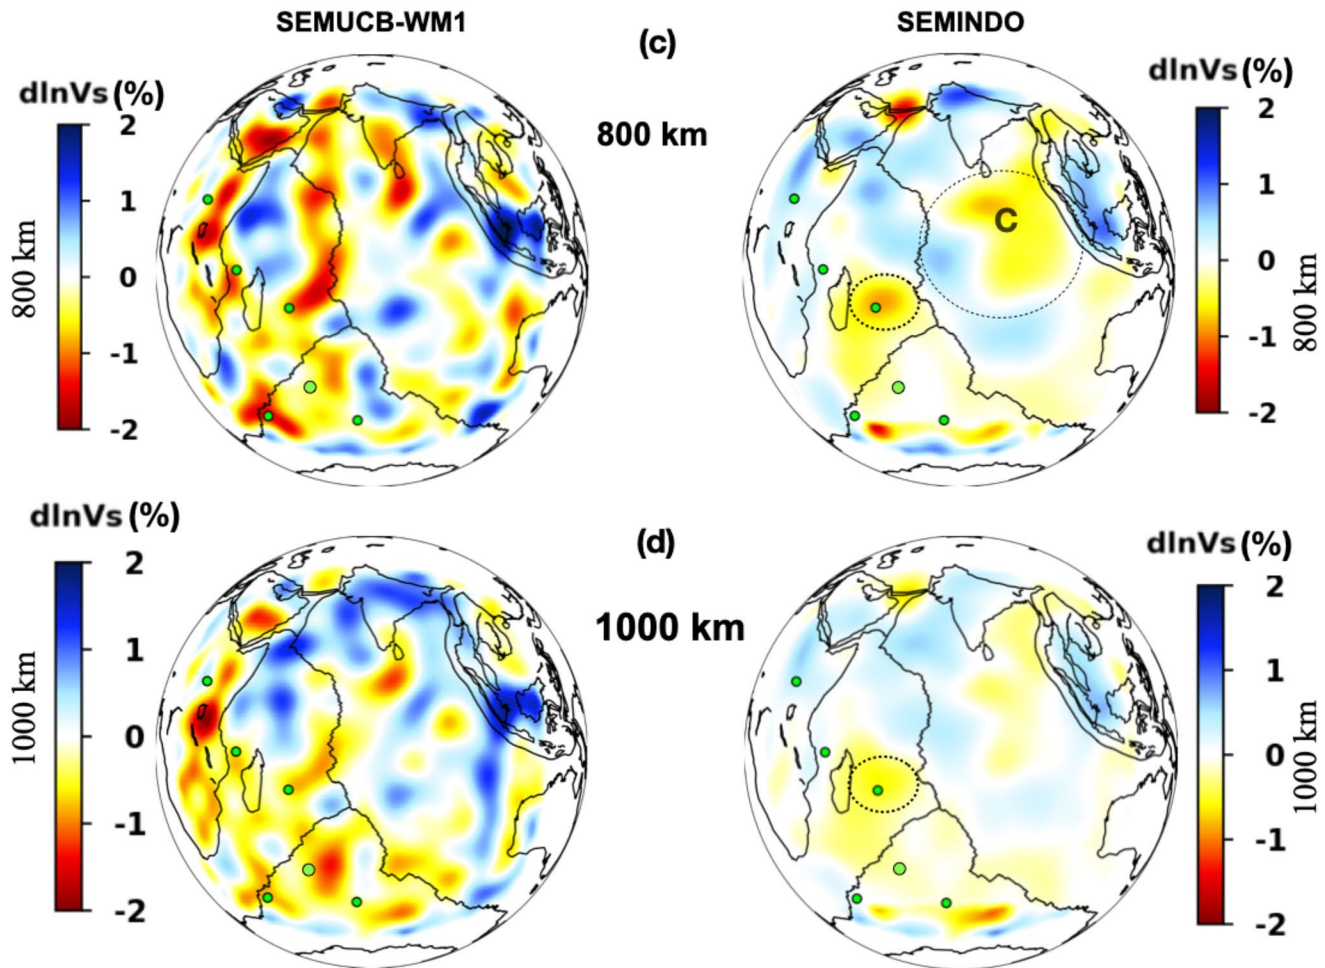 SEMUCB-WM1
(c)
SEMINDO
dlnVs (%)
800 km
dlnVs (%)
2
1
0
-1
-2
800 km
C
2
1
0
-1
-2
800 km
dlnVs (%)
(d)
1000 km
dlnVs (%)
2
1
0
-1
-2
1000 km
2
1
0
-1
-2
1000 km